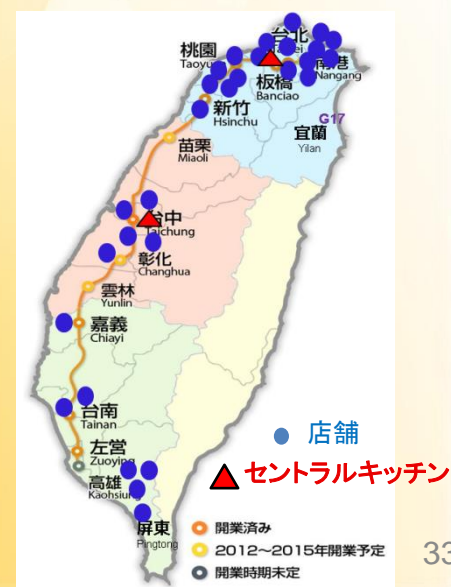 台北
Taipei
桃園
Taoyu
南港
Nangang
板橋
Banciao
新竹
Hsinchu
G17
宜蘭
Yilan
苗栗
Miaoli
台中
Taichung
彰化
Changhua
雲林
Yunlin
嘉義
Chiayi
台南
Tainan
左営
Zuoying
高雄
Kaohsiung
屏東
Pingtong
店舗
セントラルキッチン
開業済み
2012～2015年開業予定
開業時期未定
33